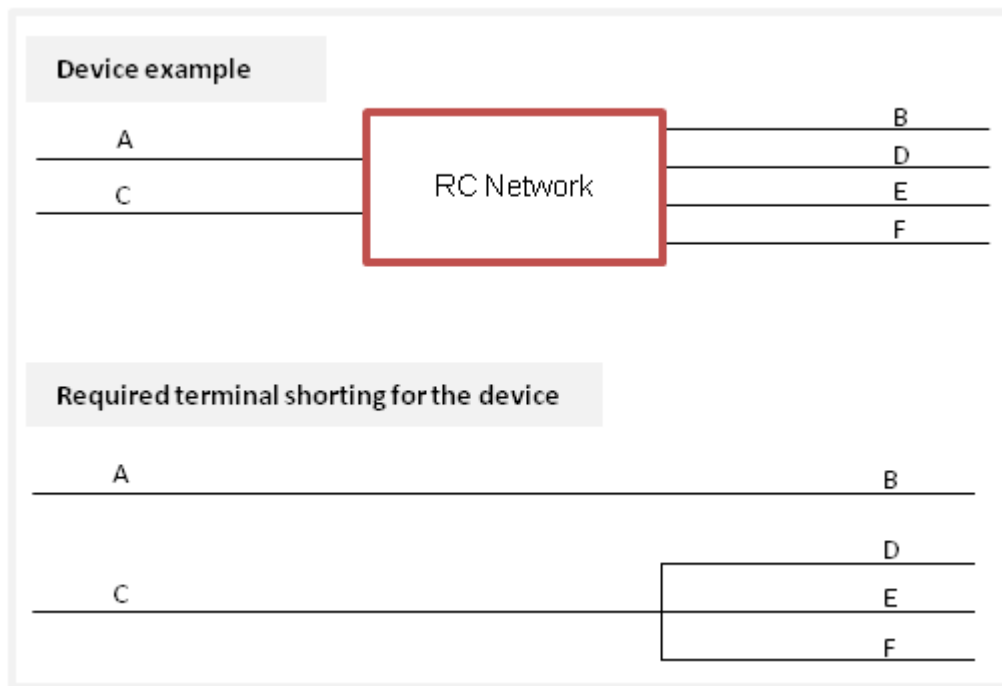 Device example
A
B
C
RC Network
D
E
F
Required terminal shorting for the device
A
B
D
C
E
F